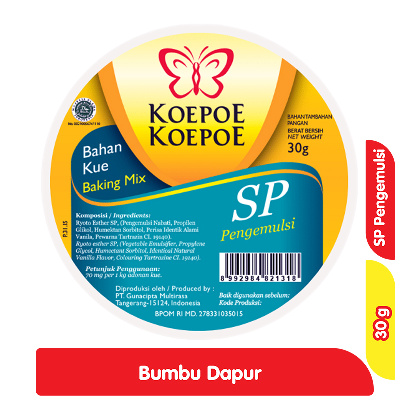 KOEPOE
KOEPOE
BAHAN TAMBAHAN
PANGAN
BERAT BERSIH
NET WEIGHT
30g
Bahan
Kue
Baking Mix
SP
Pengemulsi
Komposisi / Ingredients:
Ryoto Esther SP, (Pengemulsi Nabati, Propilen
Glikol, Humektan Sorbitol, Perisa Identik Alami
Vanila, Pewarna Tartrazin CI. 19140).
Ryoto ester SP, (Vegetable Emulsifier, Propylene
Glycol, Humectant Sorbitol, Identical Natural
Vanilla Flavor, Colouring Tartrazine CI. 19140).
Petunjuk Penggunaan:
70 mg per 1 kg adonan kue.
Diproduksi oleh / Produced by :
PT. Gunacipta Multirasa
Tangerang-15124, Indonesia
BPOM RI MD. 278331035015
8 992984 821318
Baik digunakan sebelum:
Kode Produksi:
P.31.15
SP Pengemulsi
30g
Bumbu Dapur